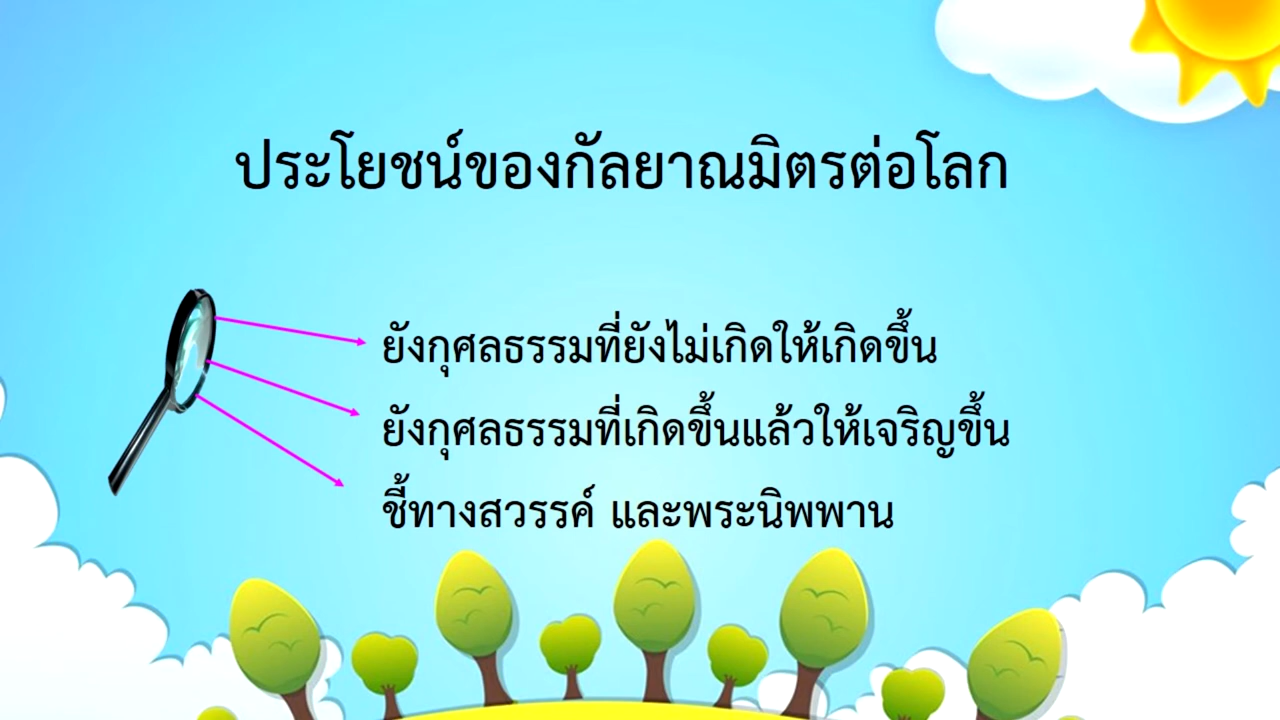 ประโยชน์ของกัลยาณมิตรต่อโลก
ยังกุศลธรรมที่ยังไม่เกิดให้เกิดขึ้น
ยังกุศลธรรมที่เกิดขึ้นแล้วให้เจริญขึ้น
ชี้ทางสวรรค์ และพระนิพพาน